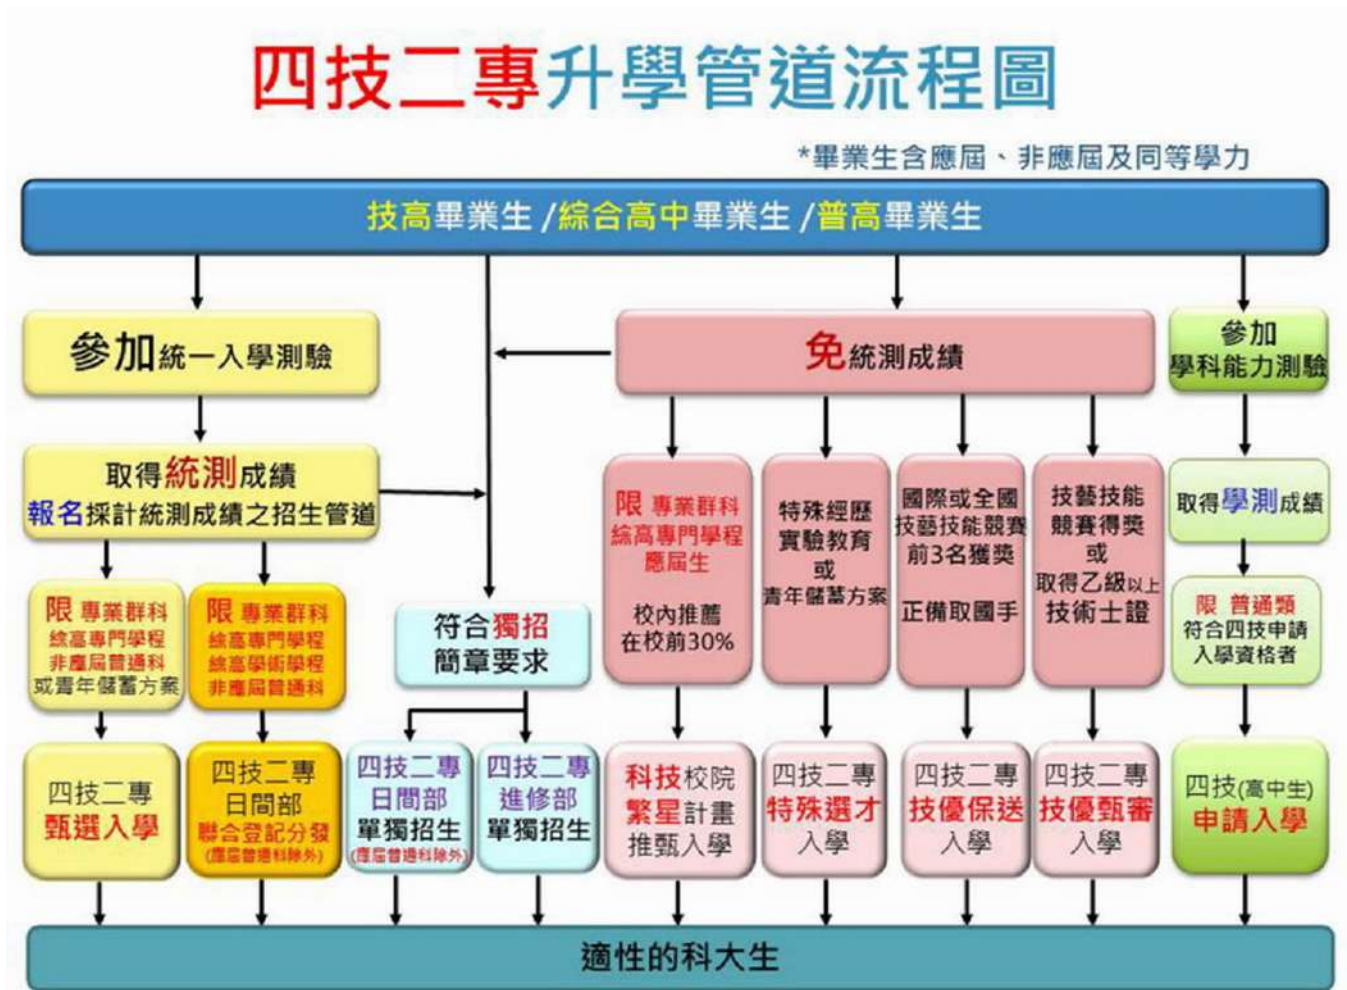 四技二專升學管道流程圖
*畢業生含應屆、非應屆及同等學力
技高畢業生/綜合高中畢業生/普高畢業生
參加統一入學測驗
免統測成績
參加
學科能力測驗
取得統測成績
報名採計統測成績之招生管道
限 專業群科
綜高專門學程
應屆生
校內推薦
在校前30%
特殊經歷
實驗教育
或
青年儲蓄方案
國際或全國
技藝技能競賽
前3名獲獎
正備取國手
技藝技能
競賽得獎
或
取得乙級以上
技術士證
取得學測成績
限 專業群科
綜高專門學程
非應屆普通科
或青年儲蓄方案
限 專業群科
綜高專門學程
綜高學術學程
非應屆普通科
符合獨招
簡章要求
限 普通類
符合四技申請
入學資格者
四技二專
甄選入學
四技二專
日間部
聯合登記分發
(應屆普通科除外)
四技二專
日間部
單獨招生
(應屆普通科除外)
四技二專
進修部
單獨招生
科技校院
繁星計畫
推甄入學
四技二專
特殊選才
入學
四技二專
技優保送
入學
四技二專
技優甄審
入學
四技(高中生)
申請入學
適性的科大生